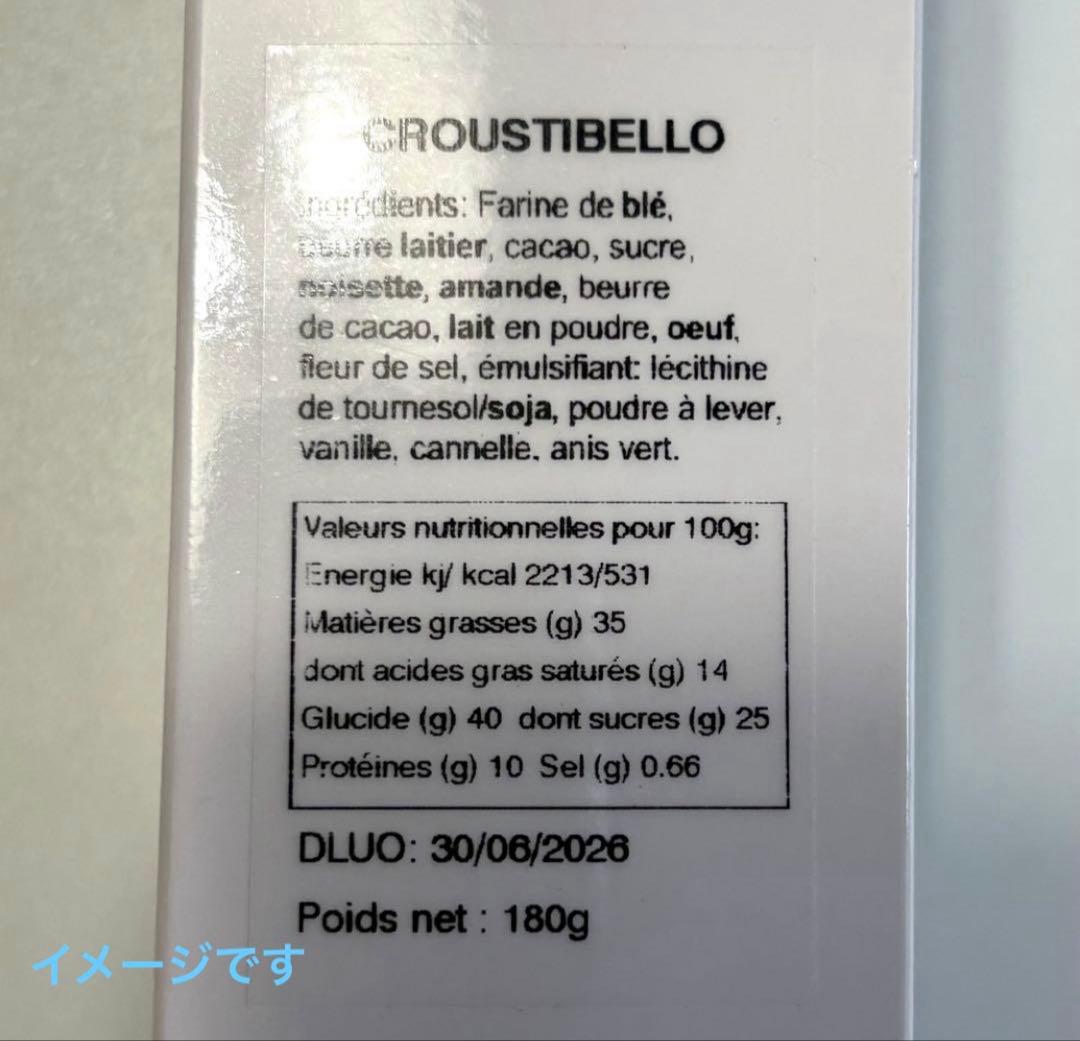 CROUSTIBELLO
Ingrédients: Farine de blé,
beurre laitier, cacao, sucre,
noisette, amande, beurre
de cacao, lait en poudre, oeuf,
fleur de sel, émulsifiant: lécithine
de tournesol/soja, poudre à lever,
vanille, cannelle. anis vert.
Valeurs nutritionnelles pour 100g:
Energie kj/ kcal 2213/531
Matières grasses (g) 35
dont acides gras saturés (g) 14
Glucide (g) 40 dont sucres (g) 25
Protéines (g) 10 Sel (g) 0.66
DLUO: 30/06/2026
Poids net : 180g
イメージです